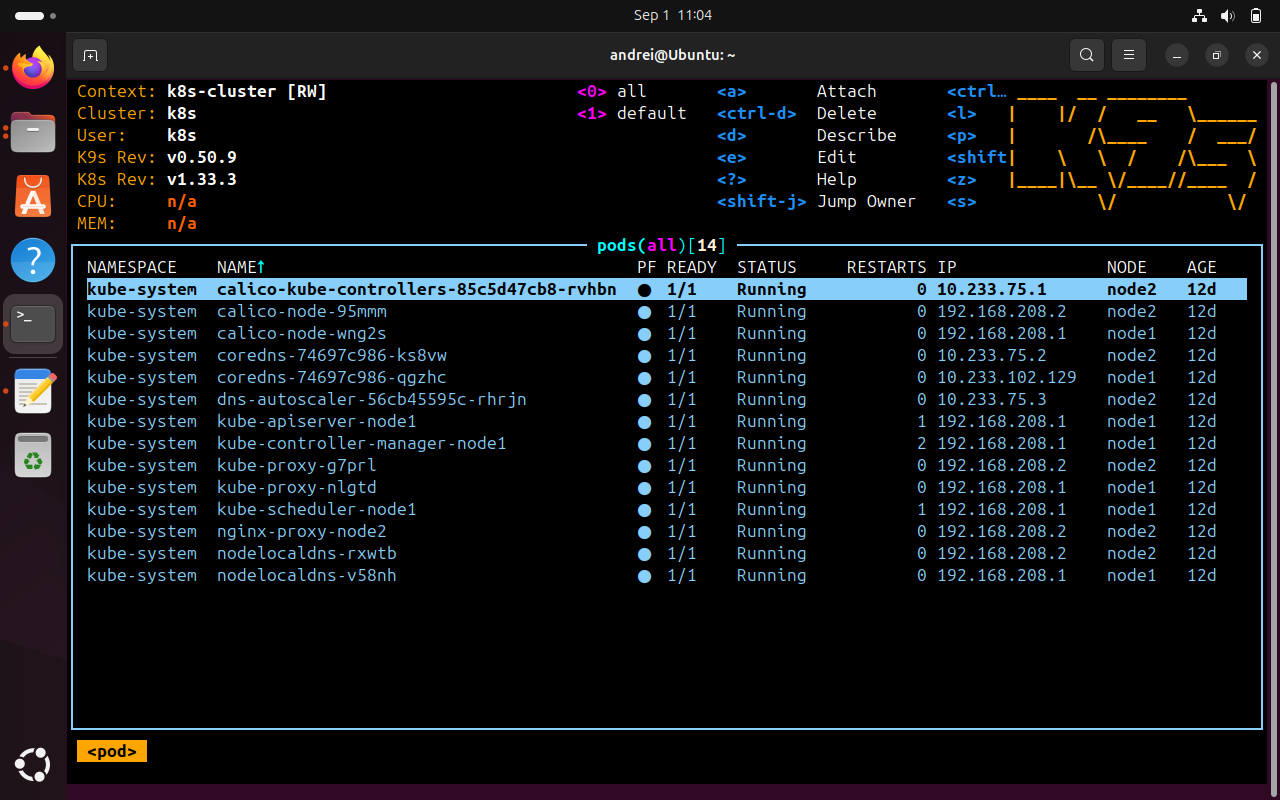 Sep 1 11:04
andrei@Ubuntu: ~
Context: k8s-cluster [RW] <0> all <a> Attach <ctrl…
Cluster: k8s <1> default <ctrl-d> Delete <l>
User: k8s <d> Describe <p>
K9s Rev: v0.50.9 <e> Edit <shift
K8s Rev: v1.33.3 <?> Help <z>
CPU: n/a <shift-j> Jump Owner <s>
MEM: n/a
pods(all)[14]
NAMESPACE NAME↑ PF READY STATUS RESTARTS IP NODE AGE
kube-system calico-kube-controllers-85c5d47cb8-rvhbn ● 1/1 Running 0 10.233.75.1 node2 12d
kube-system calico-node-95mmm ● 1/1 Running 0 192.168.208.2 node2 12d
kube-system calico-node-wng2s ● 1/1 Running 0 192.168.208.1 node1 12d
kube-system coredns-74697c986-ks8vw ● 1/1 Running 0 10.233.75.2 node2 12d
kube-system coredns-74697c986-qgzhc ● 1/1 Running 0 10.233.102.129 node1 12d
kube-system dns-autoscaler-56cb45595c-rhrjn ● 1/1 Running 0 10.233.75.3 node2 12d
kube-system kube-apiserver-node1 ● 1/1 Running 1 192.168.208.1 node1 12d
kube-system kube-controller-manager-node1 ● 1/1 Running 2 192.168.208.1 node1 12d
kube-system kube-proxy-g7prl ● 1/1 Running 0 192.168.208.2 node2 12d
kube-system kube-proxy-nlgtd ● 1/1 Running 0 192.168.208.1 node1 12d
kube-system kube-scheduler-node1 ● 1/1 Running 1 192.168.208.1 node1 12d
kube-system nginx-proxy-node2 ● 1/1 Running 0 192.168.208.2 node2 12d
kube-system nodelocaldns-rxwtb ● 1/1 Running 0 192.168.208.2 node2 12d
kube-system nodelocaldns-v58nh ● 1/1 Running 0 192.168.208.1 node1 12d
<pod>